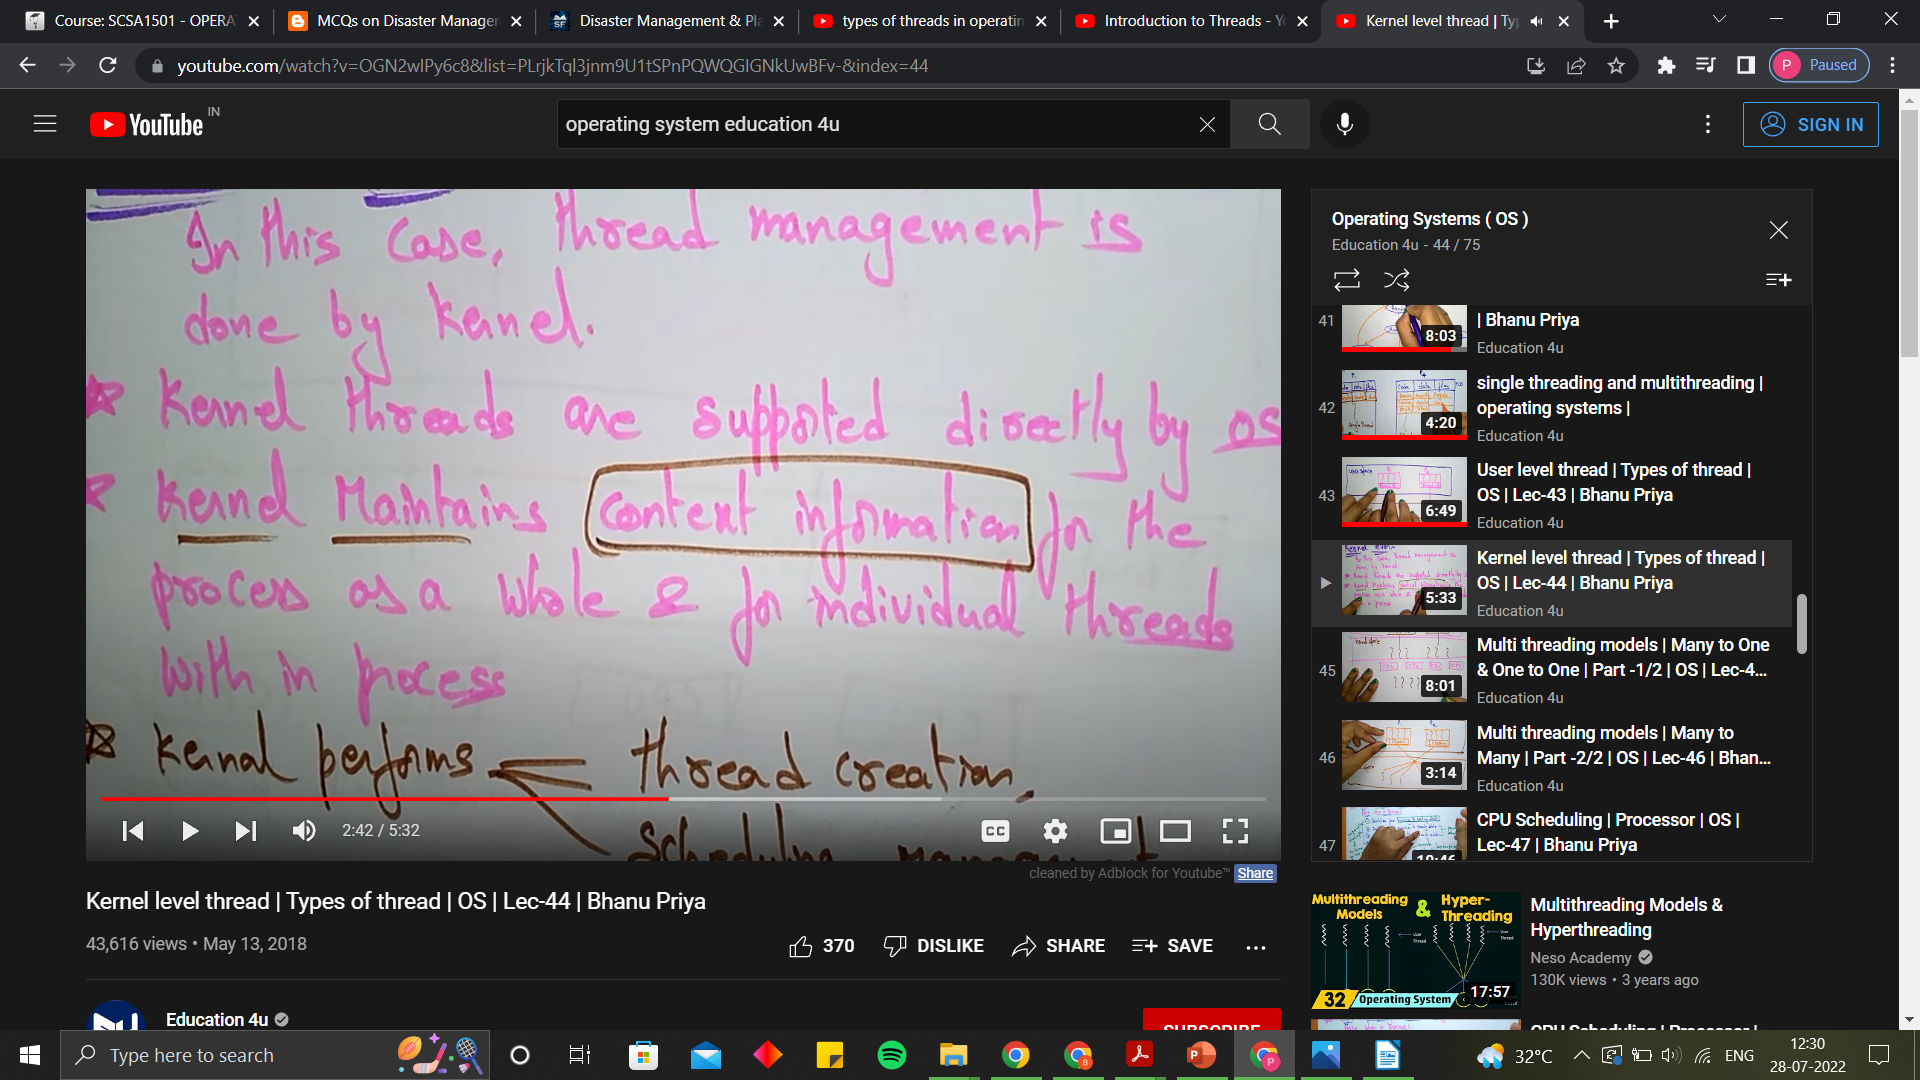 Course: SCSA1501 - OPERA
MCQs on Disaster Managem
Disaster Management & Pla
types of threads in operatin
Introduction to Threads - Yo
Kernel level thread | Typ
youtube.com/watch?v=OGN2wIPy6c8&list=PLrjkTql3jnm9U1tSPnPQWQGIGNkUwBFv-&index=44
P Paused
YouTube IN
operating system education 4u
SIGN IN
In this Case, thread management is
done by Kernel.
Kernel threads are supported directly by OS
Kernel Maintains Context information for the
process as a whole & for individual threads
with in process
Kernal performs thread creation,
scheduling management
2:42 / 5:32
CC
cleaned by Adblock for Youtube™ Share
Kernel level thread | Types of thread | OS | Lec-44 | Bhanu Priya
43,616 views • May 13, 2018
370 DISLIKE SHARE SAVE
Education 4u
SUBSCRIBE
Operating Systems ( OS )
Education 4u - 44 / 75
41
8:03
| Bhanu Priya
Education 4u
42
4:20
single threading and multithreading |
operating systems |
Education 4u
43
6:49
User level thread | Types of thread |
OS | Lec-43 | Bhanu Priya
Education 4u
5:33
Kernel level thread | Types of thread |
OS | Lec-44 | Bhanu Priya
Education 4u
45
8:01
Multi threading models | Many to One
& One to One | Part -1/2 | OS | Lec-4...
Education 4u
46
3:14
Multi threading models | Many to
Many | Part -2/2 | OS | Lec-46 | Bhan...
Education 4u
47
10:46
CPU Scheduling | Processor | OS |
Lec-47 | Bhanu Priya
Multithreading Models & Hyper-Threading
32 Operating System
17:57
Multithreading Models &
Hyperthreading
Neso Academy
130K views • 3 years ago
CPU Scheduling | Processor |
Type here to search
32°C
ENG
12:30
28-07-2022